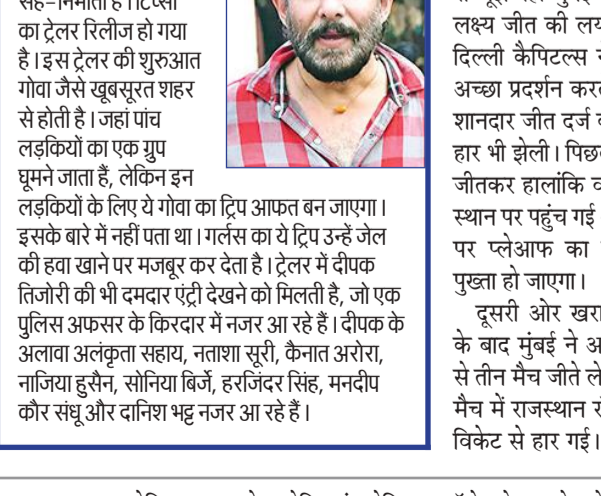 सह-निर्माता हैं। टिप्सी
का ट्रेलर रिलीज हो गया
है। इस ट्रेलर की शुरुआत
गोवा जैसे खूबसूरत शहर
से होती है। जहां पांच
लड़कियों का एक ग्रुप
घूमने जाता हैं, लेकिन इन
लड़कियों के लिए ये गोवा का ट्रिप आफत बन जाएगा।
इसके बारे में नहीं पता था। गर्लस का ये ट्रिप उन्हें जेल
की हवा खाने पर मजबूर कर देता है। ट्रेलर में दीपक
तिजोरी की भी दमदार एंट्री देखने को मिलती है, जो एक
पुलिस अफसर के किरदार में नजर आ रहे हैं। दीपक के
अलावा अलंकृता सहाय, नताशा सूरी, कैनात अरोरा,
नाजिया हुसैन, सोनिया बिर्जे, हरजिंदर सिंह, मनदीप
कौर संधू और दानिश भट्ट नजर आ रहे हैं।
लक्ष्य जीत की
दिल्ली कैपिटल्स
अच्छा प्रदर्शन
शानदार जीत दर्ज
हार भी झेली।
जीतकर हालांकि
स्थान पर पहुंच गई
पर प्लेआफ का
पुख्ता हो जाएगा।
दूसरी ओर
के बाद मुंबई ने
से तीन मैच जीते
मैच में राजस्थान
विकेट से हार गई।